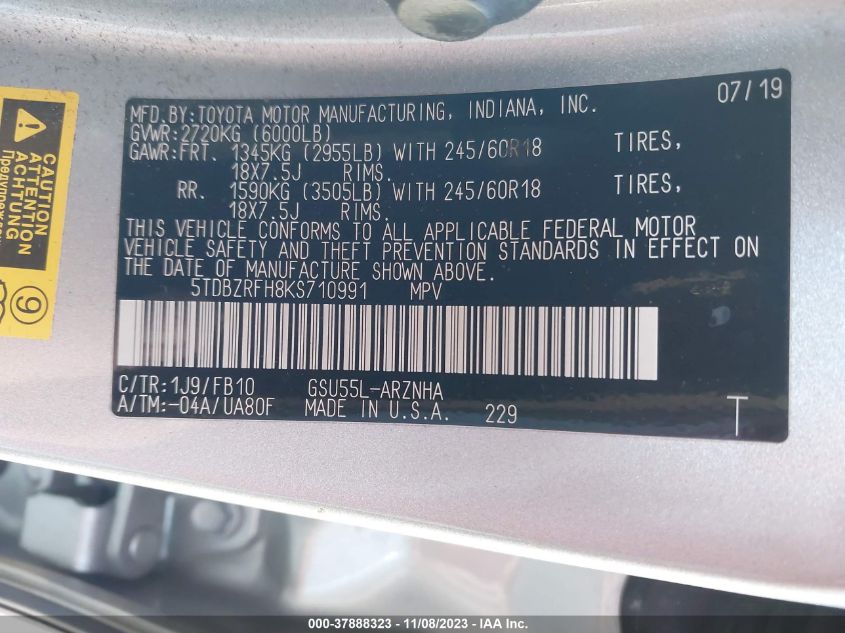 MFD.BY:TOYOTA MOTOR MANUFACTURING, INDIANA, INC. 07/19
GVWR:2720KG (6000LB)
GAWR:FRT. 1345KG (2955LB) WITH 245/60R18 TIRES,
18X7.5J RIMS.
RR. 1590KG (3505LB) WITH 245/60R18 TIRES,
18X7.5J RIMS.
THIS VEHICLE CONFORMS TO ALL APPLICABLE FEDERAL MOTOR
VEHICLE SAFETY AND THEFT PREVENTION STANDARDS IN EFFECT ON
THE DATE OF MANUFACTURE SHOWN ABOVE.
5TDBZRFH8KS710991 MPV
C/TR:1J9/FB10 GSU55L-ARZNHA
A/TM:-04A/UA80F MADE IN U.S.A. 229 T
CAUTION
ATTENTION
ACHTUNG
9
000-37888323 - 11/08/2023 - IAA Inc.